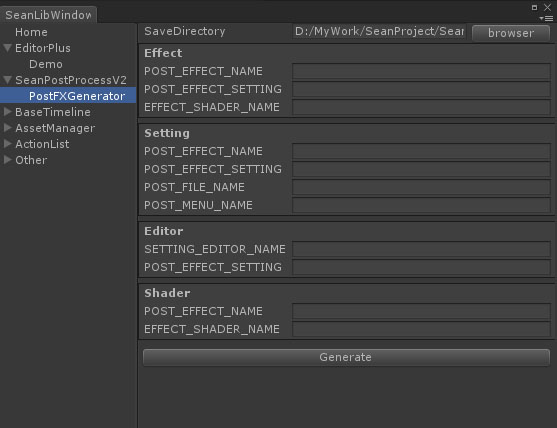 SeanLibWindow
Home
EditorPlus
Demo
SeanPostProcessV2
PostFXGenerator
BaseTimeline
AssetManager
ActionList
Other
SaveDirectory D:/MyWork/SeanProject/Sean browser
Effect
POST_EFFECT_NAME
POST_EFFECT_SETTING
EFFECT_SHADER_NAME
Setting
POST_EFFECT_NAME
POST_EFFECT_SETTING
POST_FILE_NAME
POST_MENU_NAME
Editor
SETTING_EDITOR_NAME
POST_EFFECT_SETTING
Shader
POST_EFFECT_NAME
EFFECT_SHADER_NAME
Generate